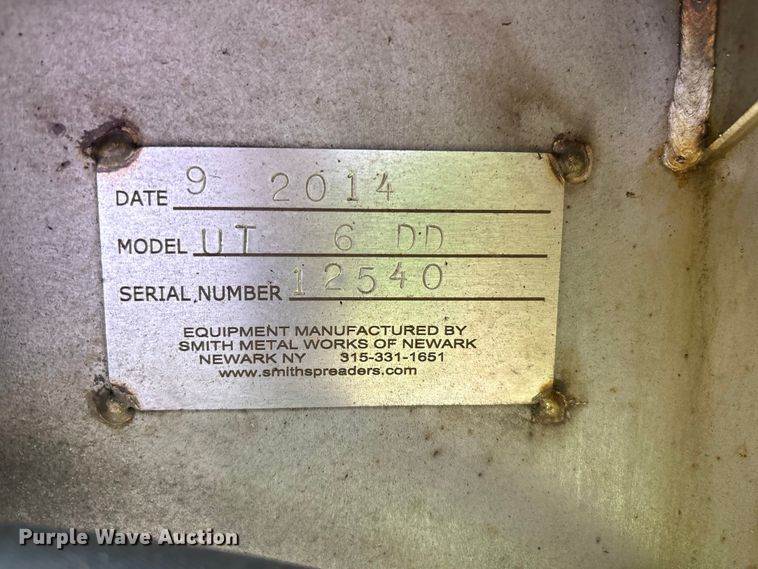 DATE 9 2014
MODEL UT 6 DD
SERIAL NUMBER 12540
EQUIPMENT MANUFACTURED BY
SMITH METAL WORKS OF NEWARK
NEWARK NY 315-331-1651
www.smithspreaders.com
Purple Wave Auction